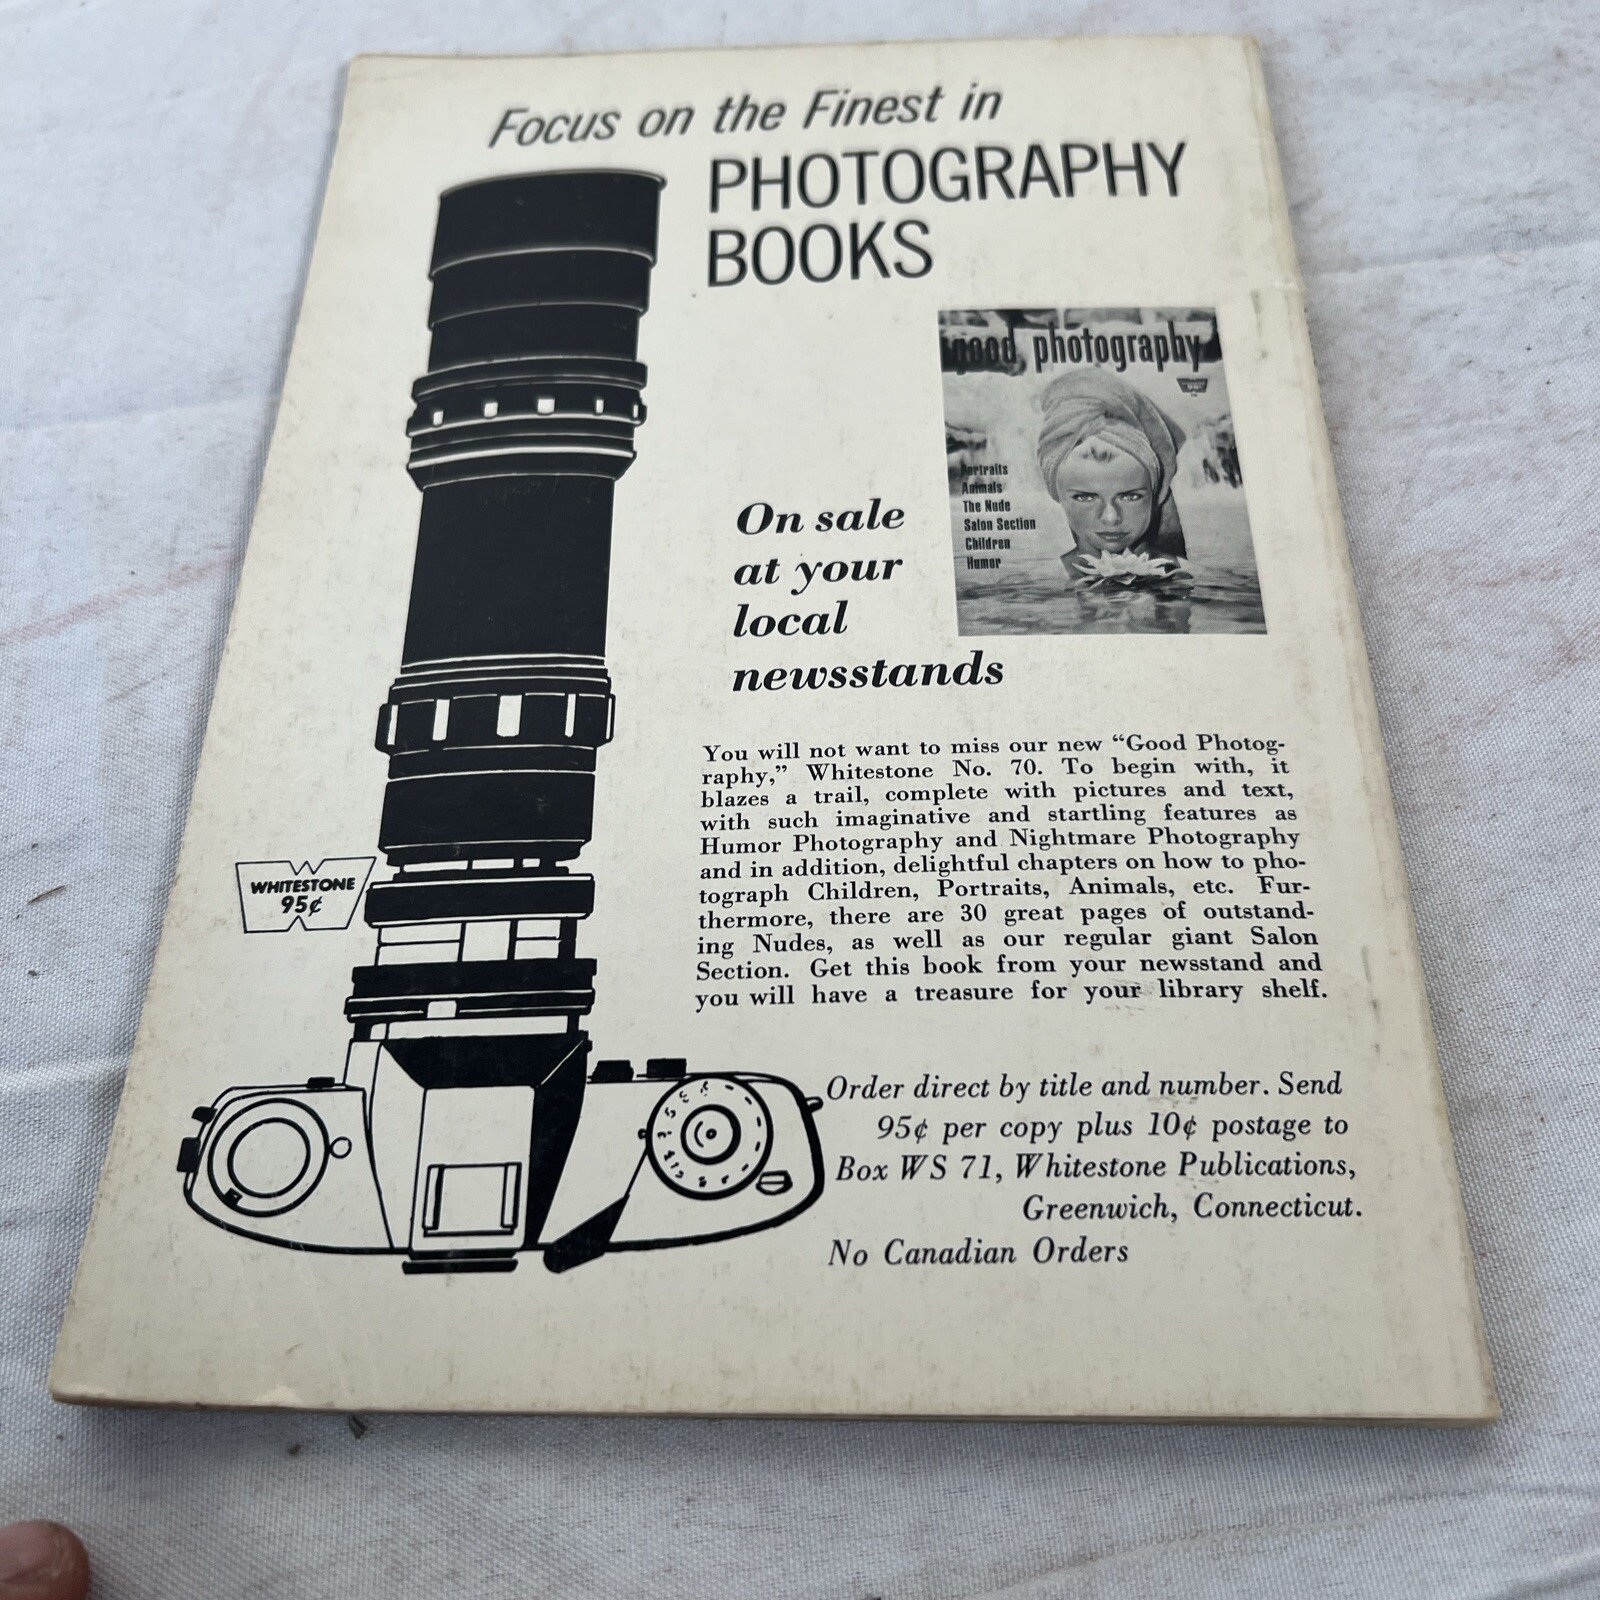 Focus on the Finest in
PHOTOGRAPHY
BOOKS
good photography
Portraits
Animals
The Nude
Salon Section
Children
Humor
On sale
at your
local
newsstands
You will not want to miss our new “Good Photog-
raphy,” Whitestone No. 70. To begin with, it
blazes a trail, complete with pictures and text,
with such imaginative and startling features as
Humor Photography and Nightmare Photography
and in addition, delightful chapters on how to pho-
tograph Children, Portraits, Animals, etc. Fur-
thermore, there are 30 great pages of outstand-
ing Nudes, as well as our regular giant Salon
Section. Get this book from your newsstand and
you will have a treasure for your library shelf.
WHITESTONE
95¢
Order direct by title and number. Send
95¢ per copy plus 10¢ postage to
Box WS 71, Whitestone Publications,
Greenwich, Connecticut.
No Canadian Orders